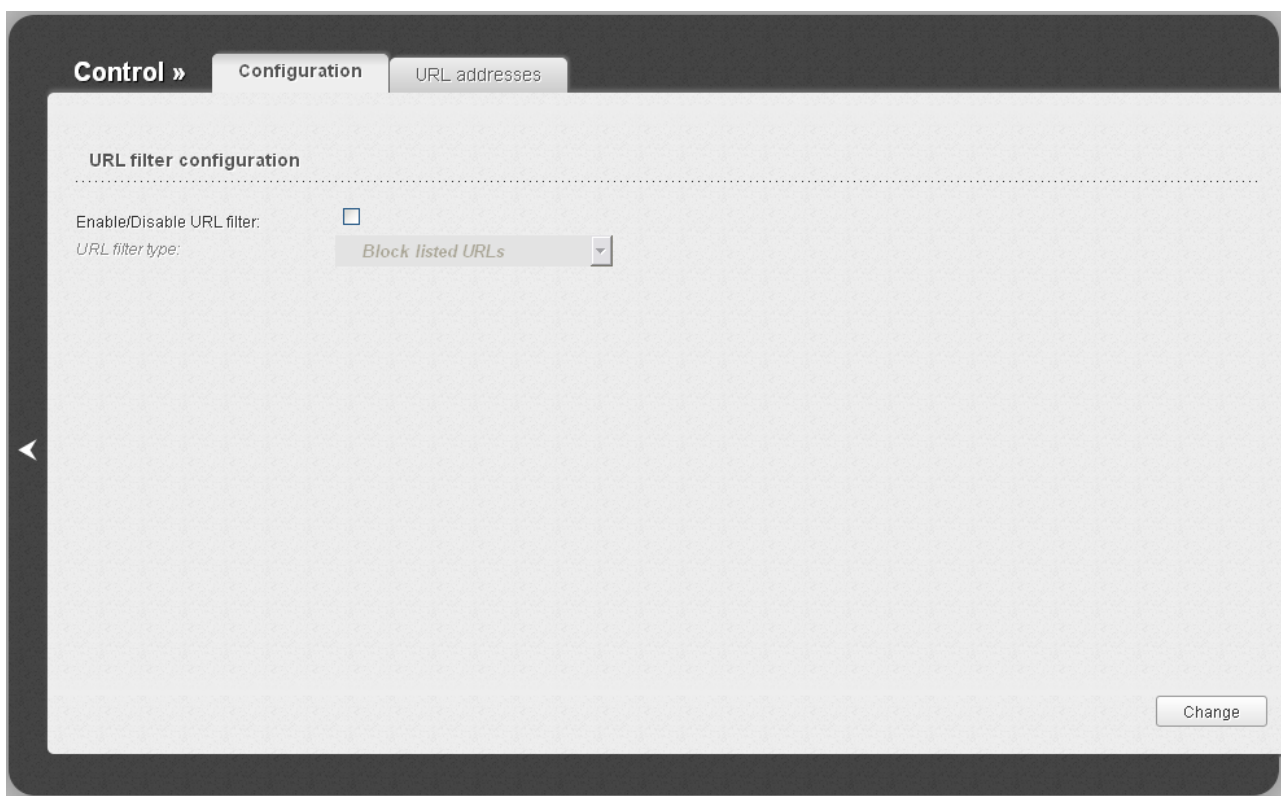 Control »
Configuration
URL addresses
URL filter configuration
Enable/Disable URL filter:
URL filter type:
Block listed URLs
Change